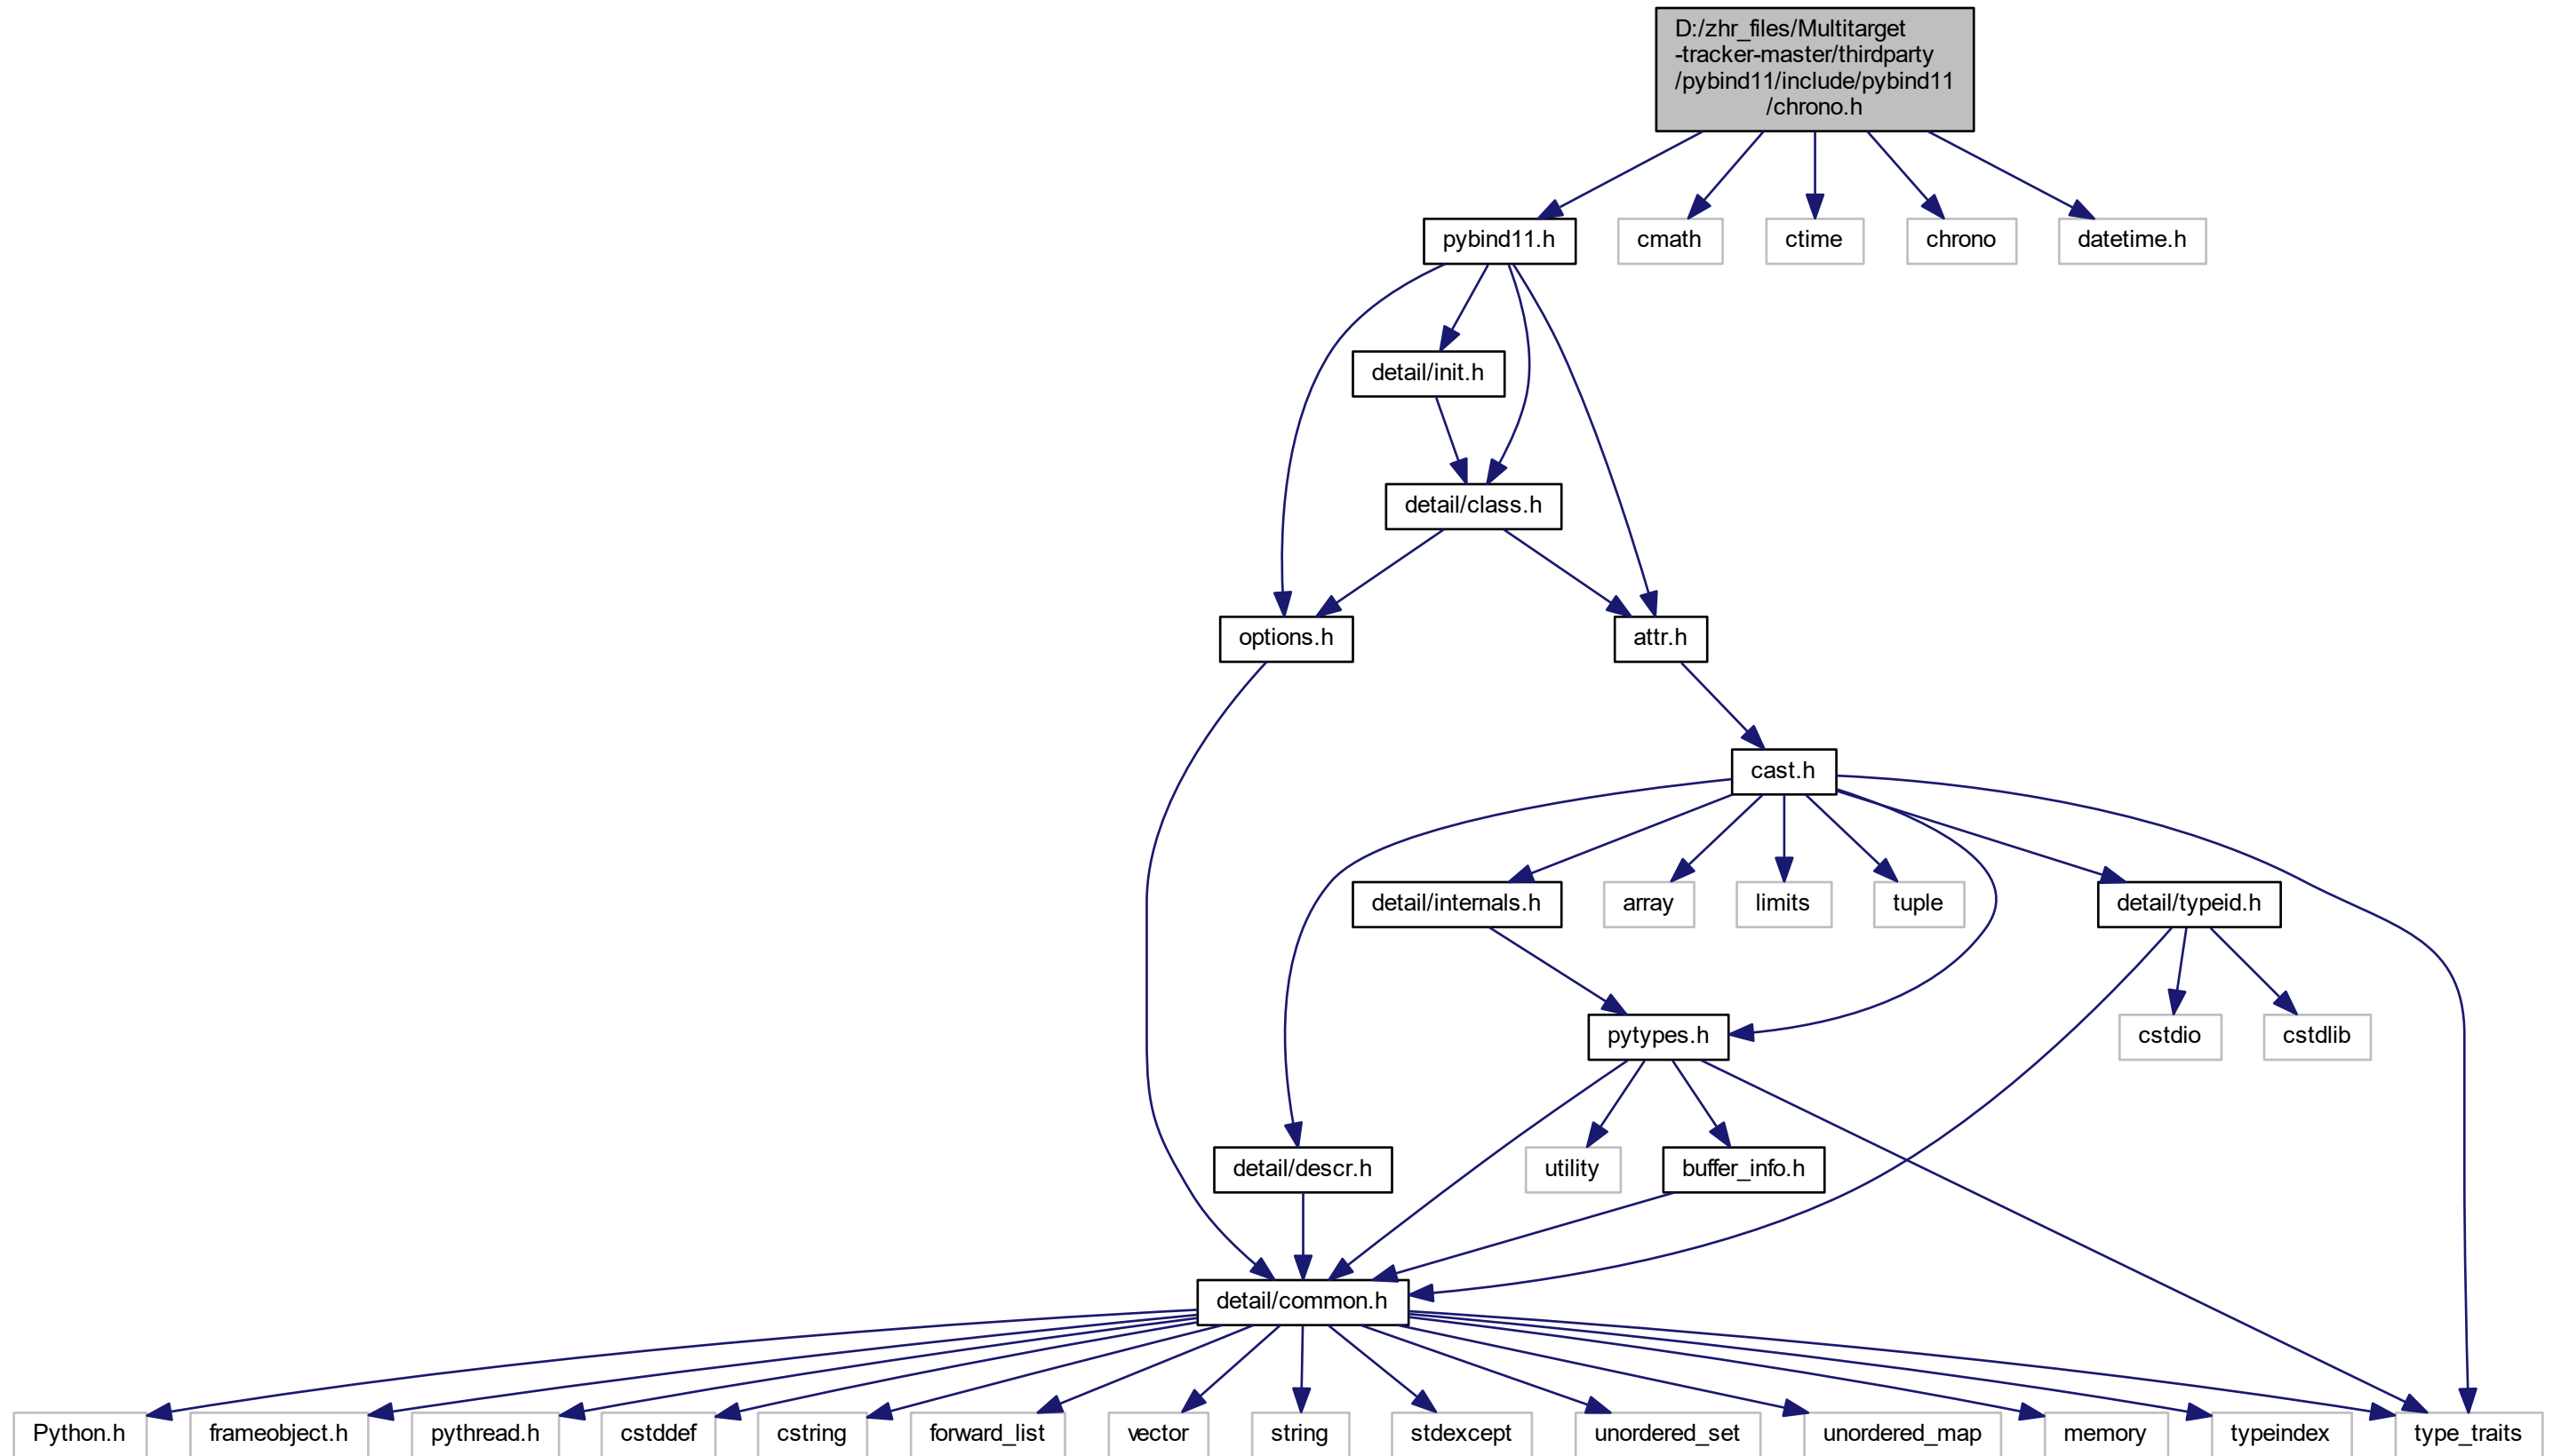 D:/zhr_files/Multitarget
-tracker-master/thirdparty
/pybind11/include/pybind11
/chrono.h
pybind11.h
cmath
ctime
chrono
datetime.h
detail/init.h
detail/class.h
options.h
attr.h
cast.h
detail/internals.h
array
limits
tuple
detail/typeid.h
pytypes.h
cstdio
cstdlib
detail/descr.h
utility
buffer_info.h
detail/common.h
Python.h
frameobject.h
pythread.h
cstddef
cstring
forward_list
vector
string
stdexcept
unordered_set
unordered_map
memory
typeindex
type_traits